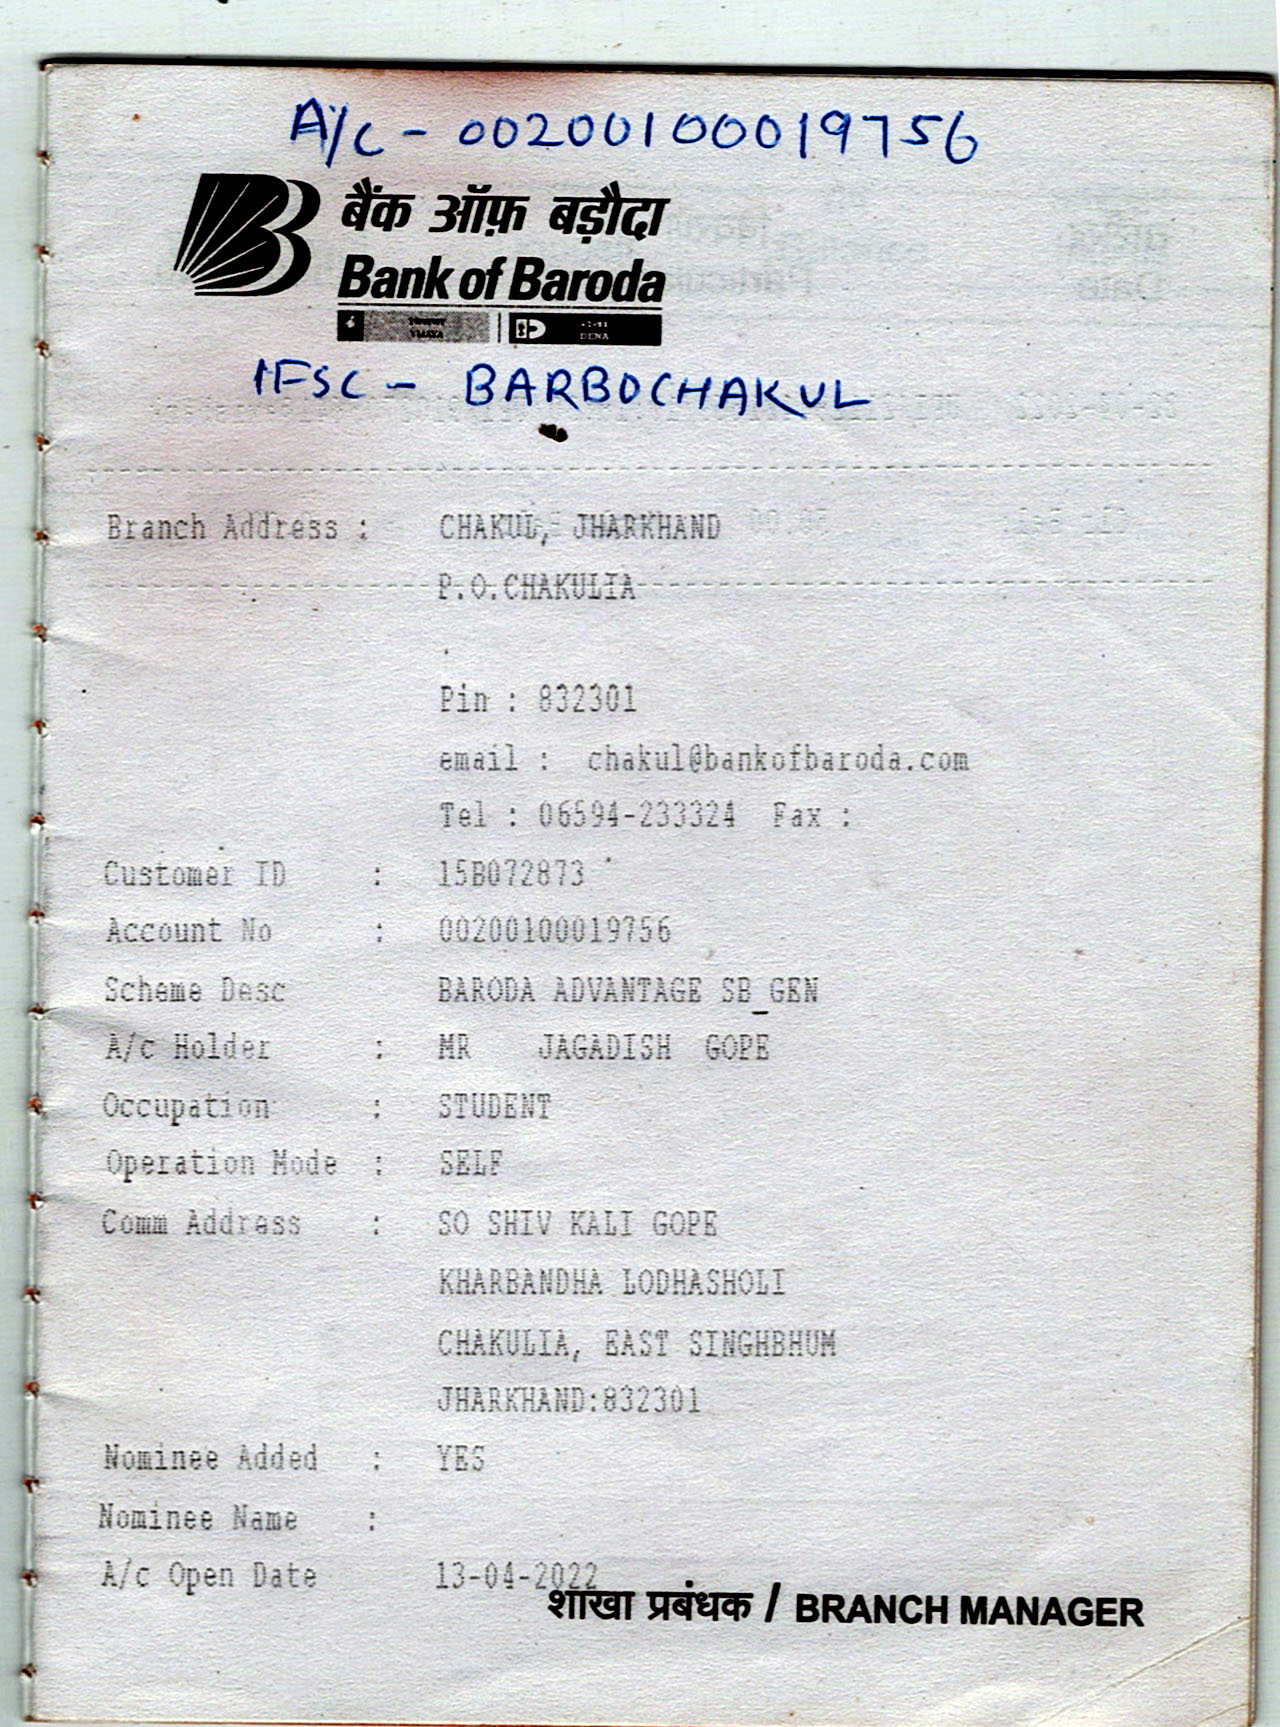 A/c - 00200100019756
बैंक ऑफ़ बड़ौदा
Bank of Baroda
VIJAYA DENA
IFSC - BARBOCHAKUL
Branch Address : CHAKUL, JHARKHAND
P.O.CHAKULIA
.
Pin : 832301
email : chakul@bankofbaroda.com
Tel : 06594-233324 Fax :
Customer ID : 15B072873
Account No : 00200100019756
Scheme Desc BARODA ADVANTAGE SB_GEN
A/c Holder : MR JAGADISH GOPE
Occupation : STUDENT
Operation Mode : SELF
Comm Address : SO SHIV KALI GOPE
KHARBANDHA LODHASHOLI
CHAKULIA, EAST SINGHBHUM
JHARKHAND:832301
Nominee Added : YES
Nominee Name :
A/c Open Date 13-04-2022
शाखा प्रबंधक / BRANCH MANAGER